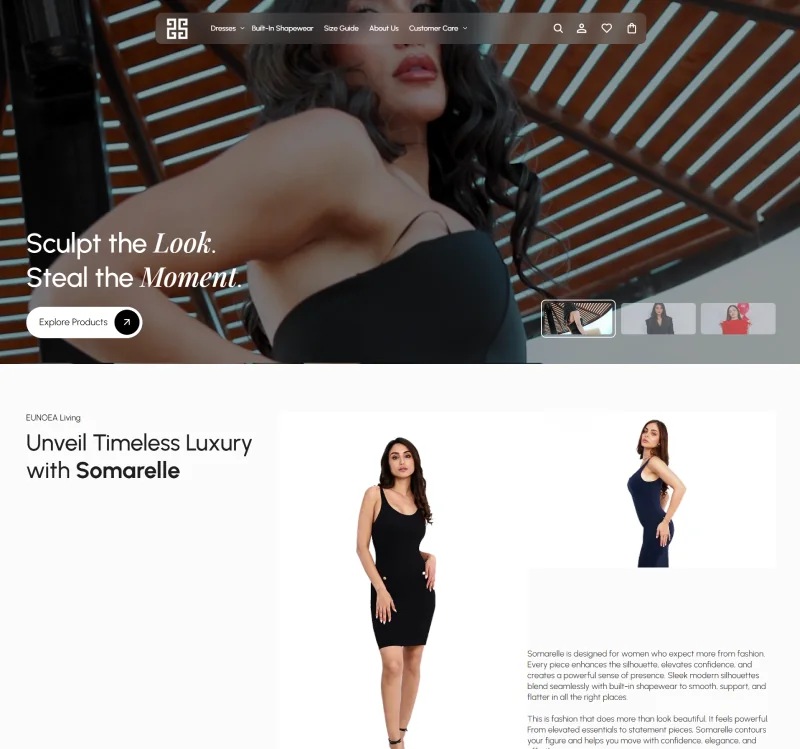 Dresses
Built-In Shapewear
Size Guide
About Us
Customer Care
Sculpt the Look.
Steal the Moment.
Explore Products
EUNOEA Living
Unveil Timeless Luxury
with Somarelle
Somarelle is designed for women who expect more from fashion.
Every piece enhances the silhouette, elevates confidence, and
creates a powerful sense of presence. Sleek modern silhouettes
blend seamlessly with built-in shapewear to smooth, support, and
flatter in all the right places.
This is fashion that does more than look beautiful. It feels powerful.
From elevated essentials to statement pieces, Somarelle contours
your figure and helps you move with confidence, elegance, and